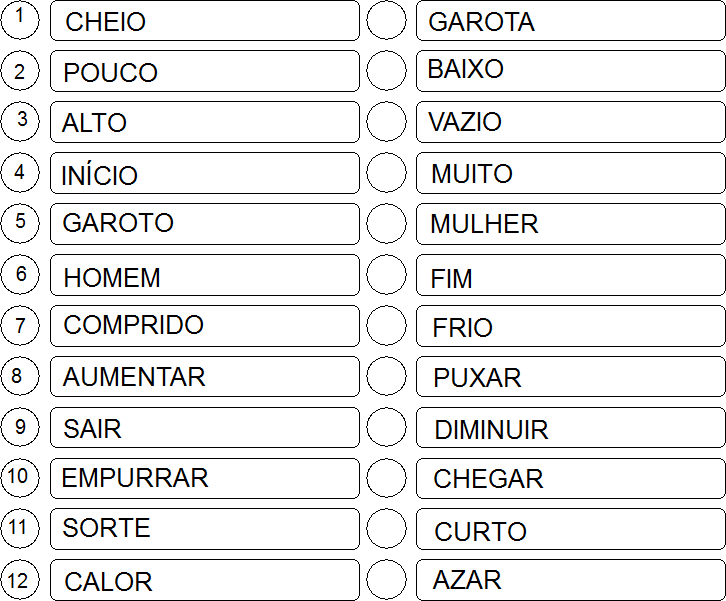 1 CHEIO GAROTA
2 POUCO BAIXO
3 ALTO VAZIO
4 INÍCIO MUITO
5 GAROTO MULHER
6 HOMEM FIM
7 COMPRIDO FRIO
8 AUMENTAR PUXAR
9 SAIR DIMINUIR
10 EMPURRAR CHEGAR
11 SORTE CURTO
12 CALOR AZAR